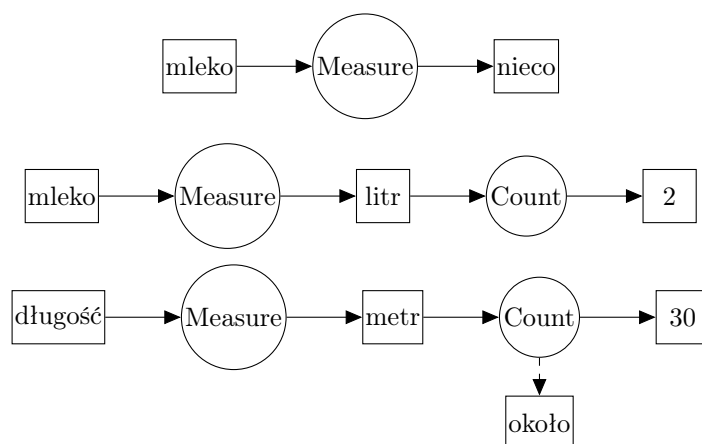 mleko Measure nieco
mleko Measure litr Count 2
długość Measure metr Count 30
około